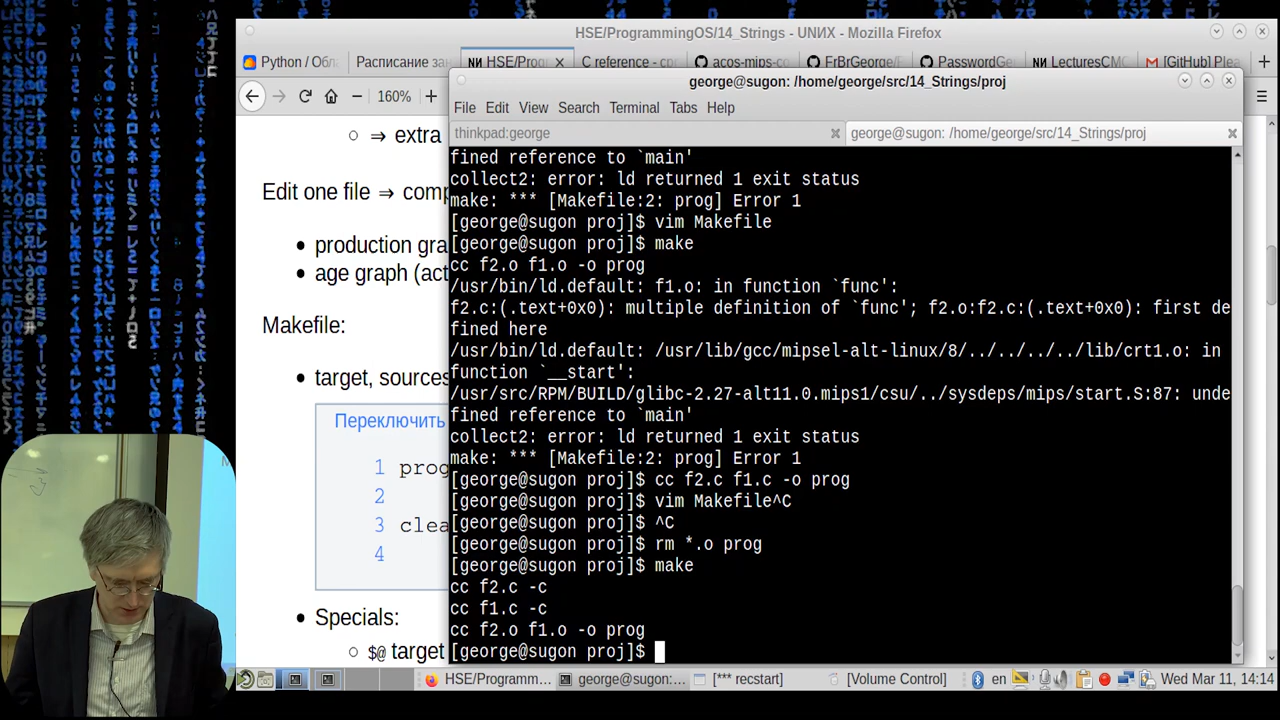 HSE/ProgrammingOS/14_Strings - UNИX - Mozilla Firefox
Python / Обла
Расписание зан
HSE/Prog
C reference - cp
acos-mips-co
FrBrGeorge/F
PasswordGe
LecturesCMC
[GitHub] Plea
160%
george@sugon: /home/george/src/14_Strings/proj
File Edit View Search Terminal Tabs Help
thinkpad:george
george@sugon: /home/george/src/14_Strings/proj
⇒ extra
Edit one file ⇒ comp
production gra
age graph (act
Makefile:
target, sources
Переключить
1 prog
2
3 clea
4
Specials:
$@ target
fined reference to `main'
collect2: error: ld returned 1 exit status
make: *** [Makefile:2: prog] Error 1
[george@sugon proj]$ vim Makefile
[george@sugon proj]$ make
cc f2.o f1.o -o prog
/usr/bin/ld.default: f1.o: in function `func':
f2.c:(.text+0x0): multiple definition of `func'; f2.o:f2.c:(.text+0x0): first de
fined here
/usr/bin/ld.default: /usr/lib/gcc/mipsel-alt-linux/8/../../../../lib/crt1.o: in
function `__start':
/usr/src/RPM/BUILD/glibc-2.27-alt11.0.mips1/csu/../sysdeps/mips/start.S:87: unde
fined reference to `main'
collect2: error: ld returned 1 exit status
make: *** [Makefile:2: prog] Error 1
[george@sugon proj]$ cc f2.c f1.c -o prog
[george@sugon proj]$ vim Makefile^C
[george@sugon proj]$ ^C
[george@sugon proj]$ rm *.o prog
[george@sugon proj]$ make
cc f2.c -c
cc f1.c -c
cc f2.o f1.o -o prog
[george@sugon proj]$
HSE/Programm...
george@sugon:...
[*** recstart]
[Volume Control]
en
Wed Mar 11, 14:14